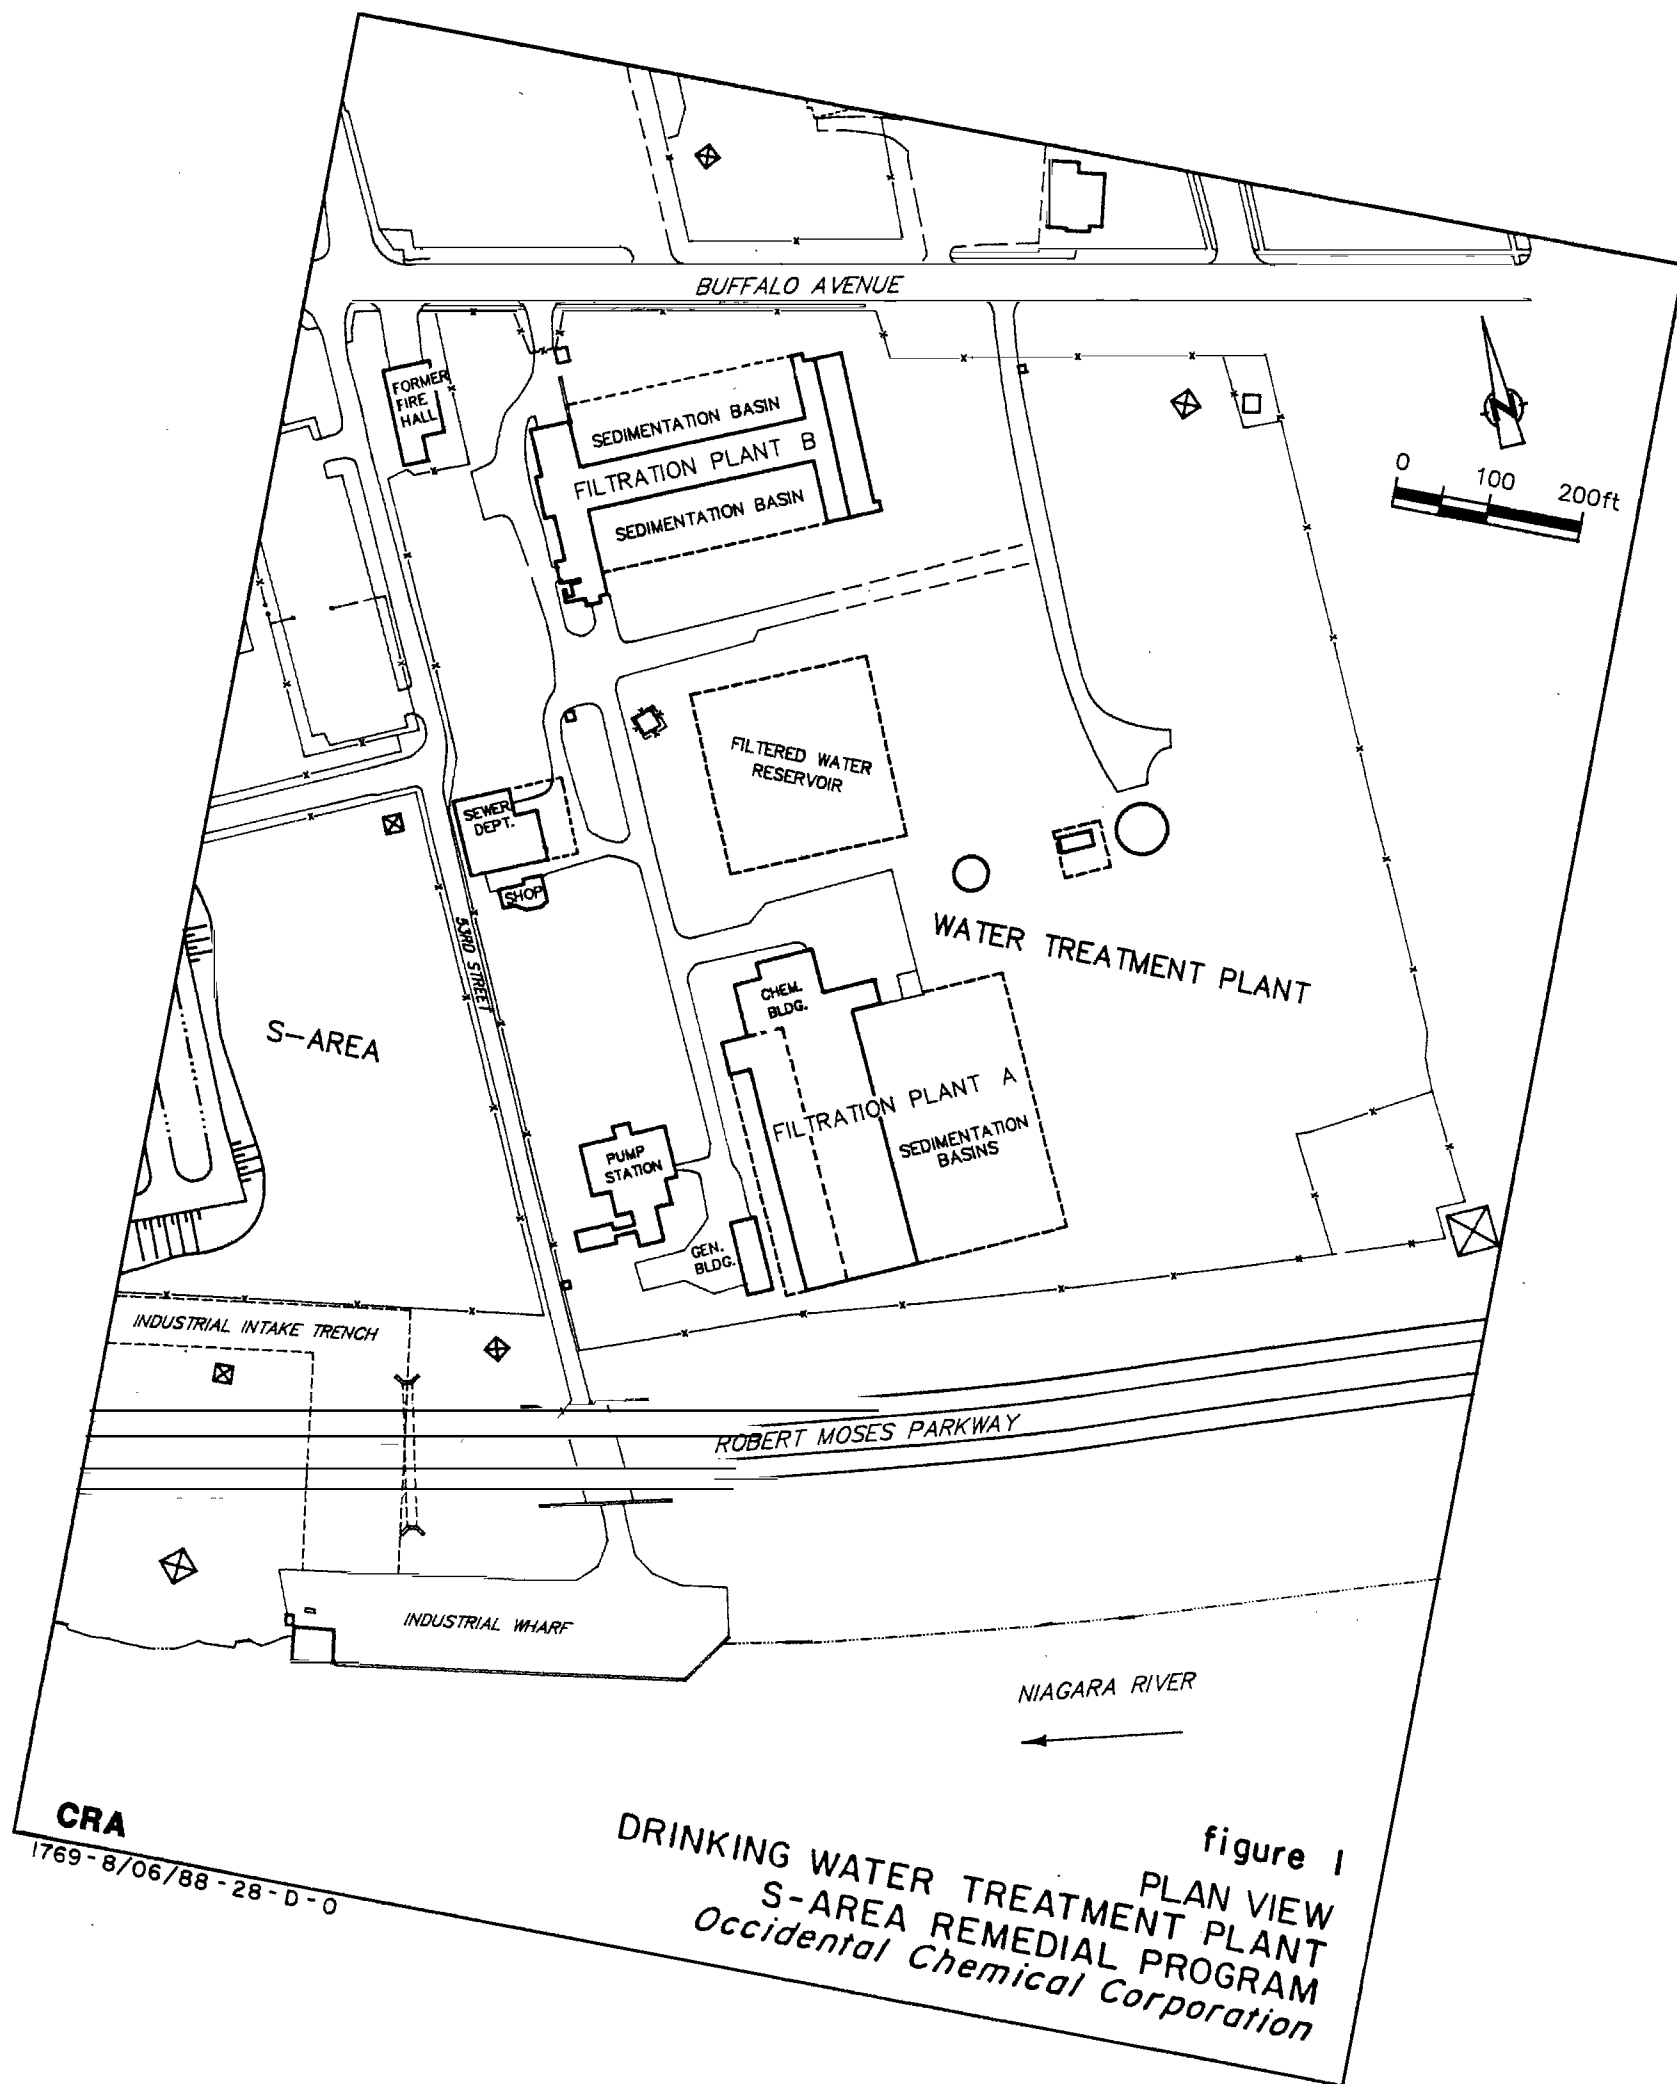 BUFFALO AVENUE
FORMER
FIRE
HALL
SEDIMENTATION BASIN
FILTRATION PLANT B
SEDIMENTATION BASIN
N
0 100 200ft
FILTERED WATER
RESERVOIR
SEWER
DEPT.
SHOP
53RD STREET
WATER TREATMENT PLANT
S-AREA
CHEM.
BLDG.
FILTRATION PLANT A
SEDIMENTATION
BASINS
PUMP
STATION
GEN.
BLDG.
INDUSTRIAL INTAKE TRENCH
ROBERT MOSES PARKWAY
INDUSTRIAL WHARF
NIAGARA RIVER
CRA
1769-8/06/88-28-D-0
figure 1
PLAN VIEW
DRINKING WATER TREATMENT PLANT
S-AREA REMEDIAL PROGRAM
Occidental Chemical Corporation